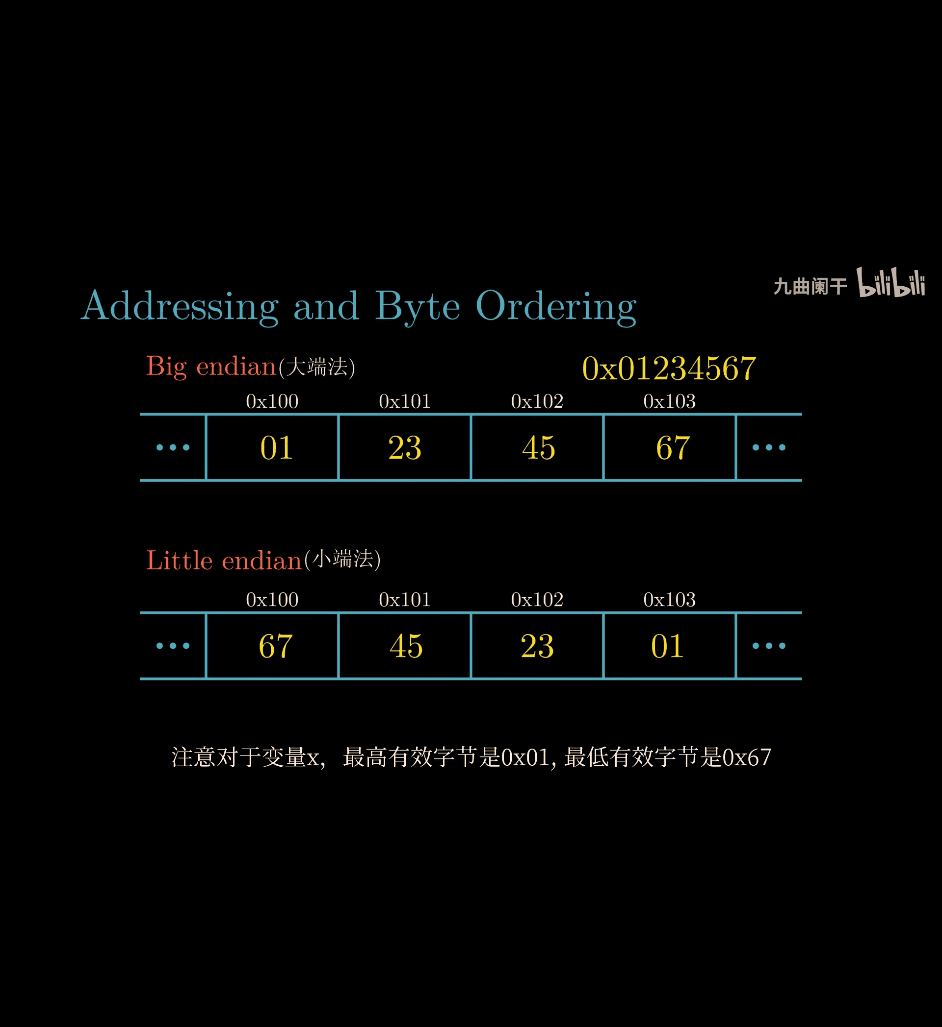 九曲阑干 bilibili
Addressing and Byte Ordering
Big endian(大端法) 0x01234567
0x100 0x101 0x102 0x103
... 01 23 45 67 ...
Little endian(小端法)
0x100 0x101 0x102 0x103
... 67 45 23 01 ...
注意对于变量x, 最高有效字节是0x01, 最低有效字节是0x67